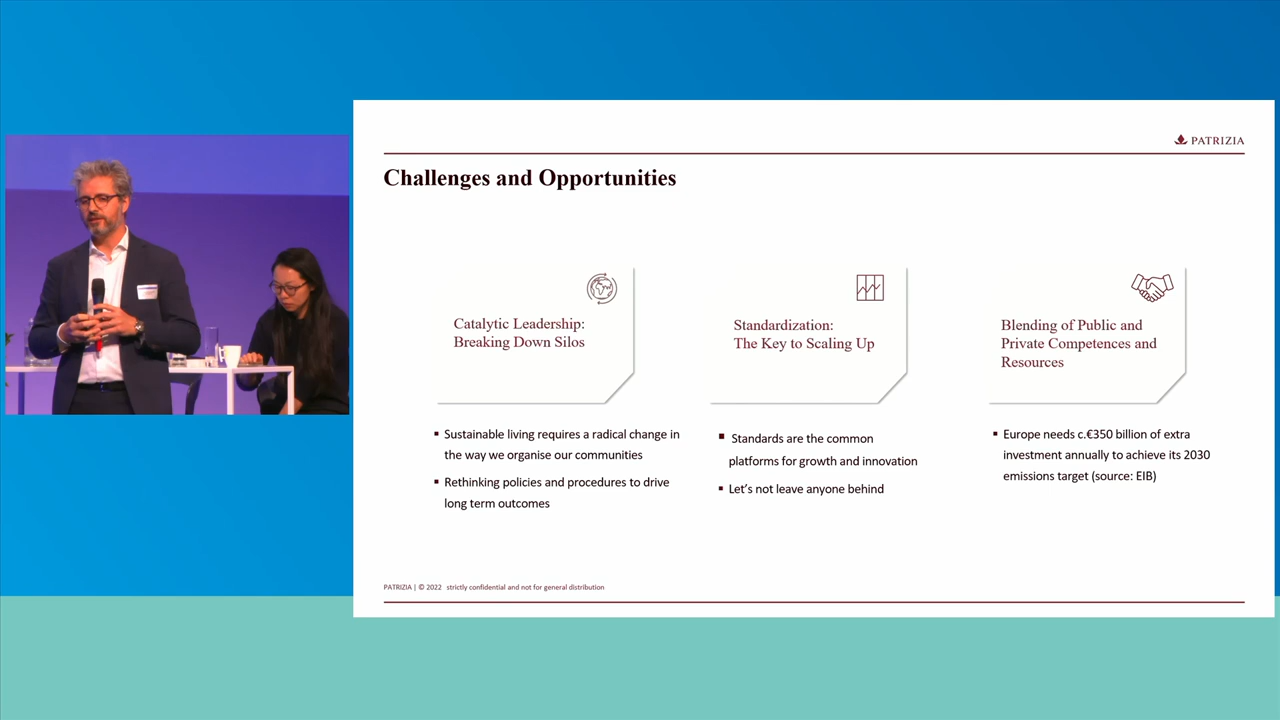 PATRIZIA
Challenges and Opportunities
Catalytic Leadership:
Breaking Down Silos
Standardization:
The Key to Scaling Up
Blending of Public and
Private Competences and
Resources
▪ Sustainable living requires a radical change in
the way we organise our communities
▪ Rethinking policies and procedures to drive
long term outcomes
▪ Standards are the common
platforms for growth and innovation
▪ Let's not leave anyone behind
▪ Europe needs c.€350 billion of extra
investment annually to achieve its 2030
emissions target (source: EIB)
PATRIZIA | © 2022 strictly confidential and not for general distribution